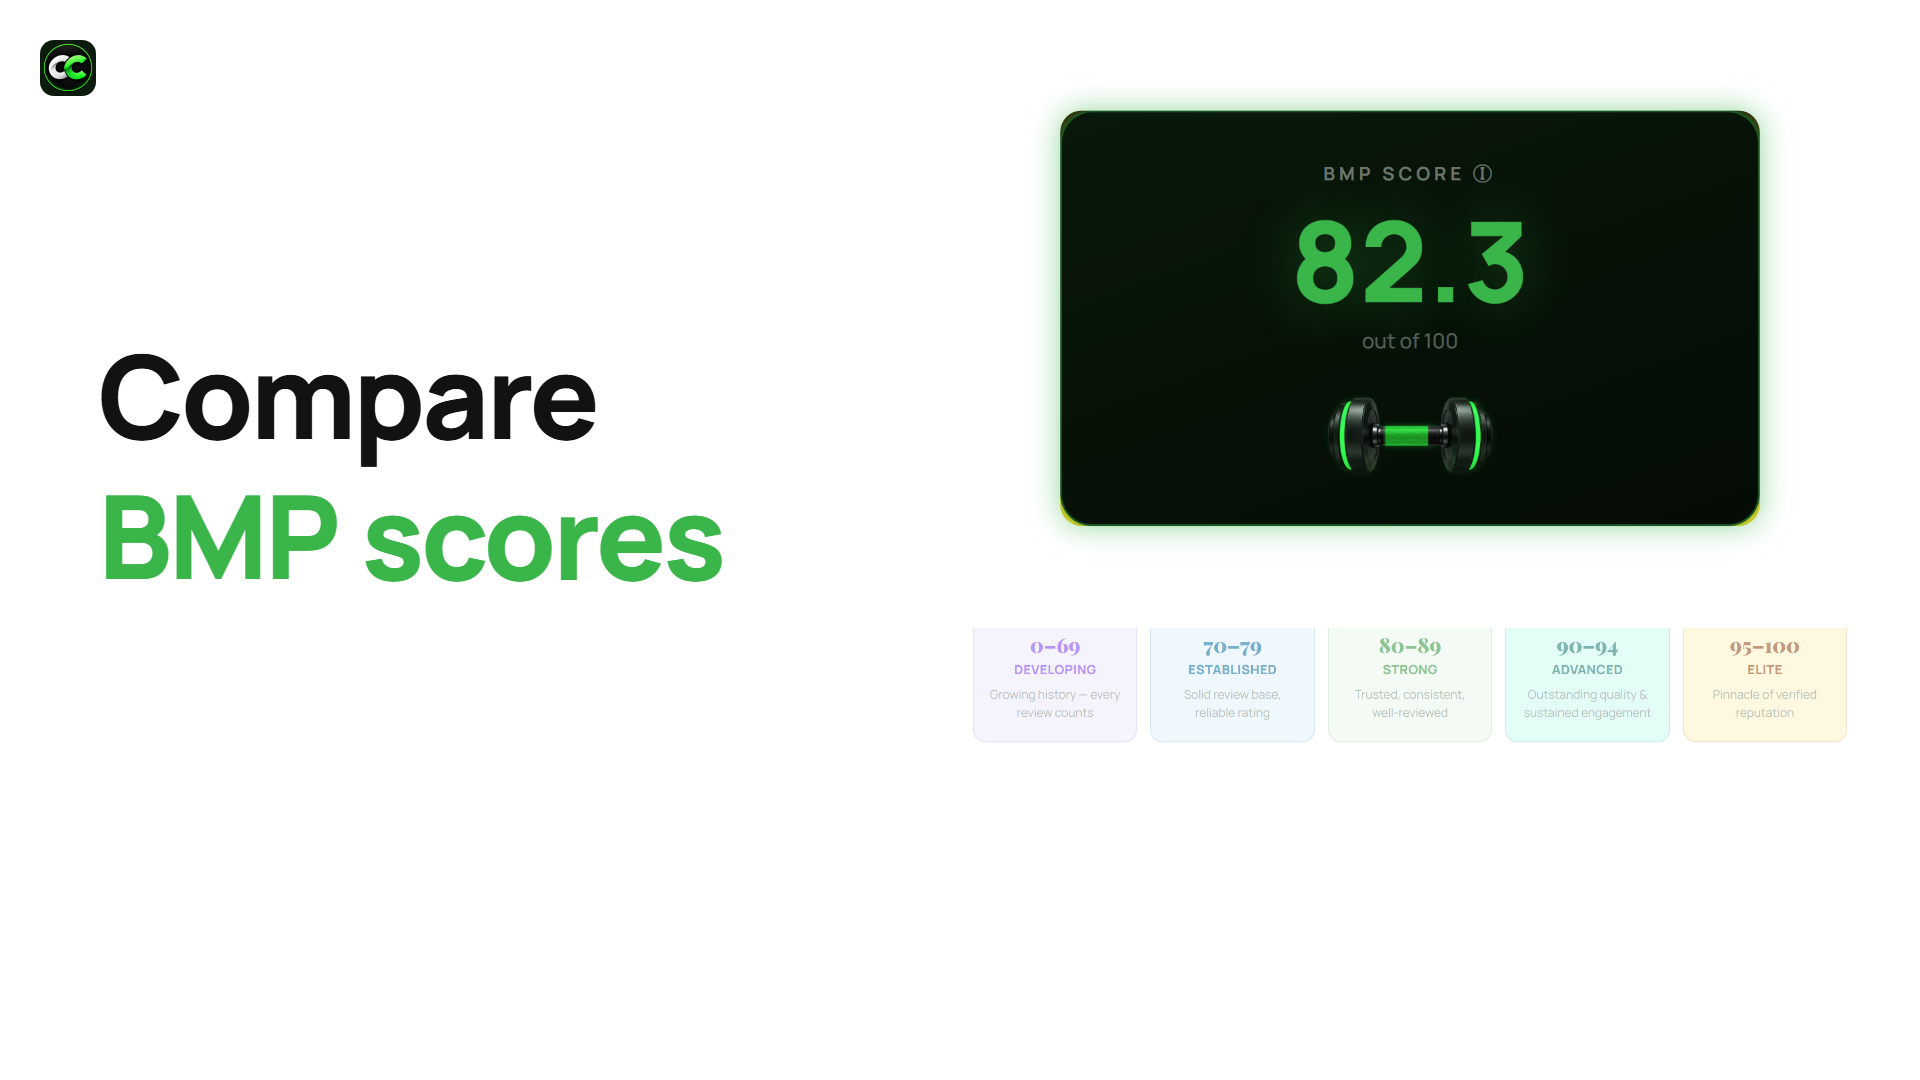 CC
Compare
BMP scores
BMP SCORE ①
82.3
out of 100
0–69
DEVELOPING
Growing history — every
review counts
70–79
ESTABLISHED
Solid review base,
reliable rating
80–89
STRONG
Trusted, consistent,
well-reviewed
90–94
ADVANCED
Outstanding quality &
sustained engagement
95–100
ELITE
Pinnacle of verified
reputation